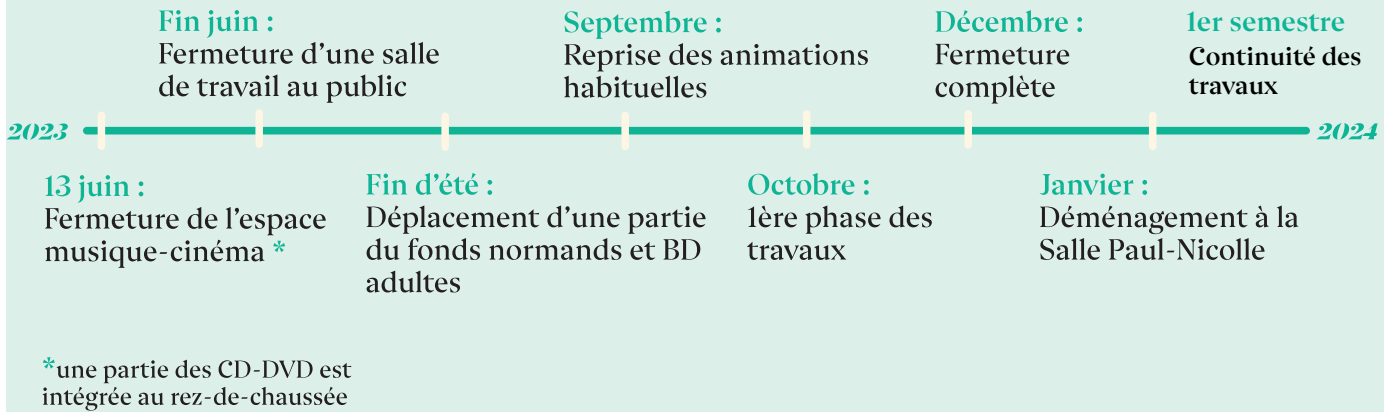 Fin juin :
Fermeture d'une salle
de travail au public
Septembre :
Reprise des animations
habituelles
Décembre :
Fermeture
complète
1er semestre
Continuité des
travaux
2023
2024
13 juin :
Fermeture de l'espace
musique-cinéma *
Fin d'été :
Déplacement d'une partie
du fonds normands et BD
adultes
Octobre :
1ère phase des
travaux
Janvier :
Déménagement à la
Salle Paul-Nicolle
*une partie des CD-DVD est
intégrée au rez-de-chaussée